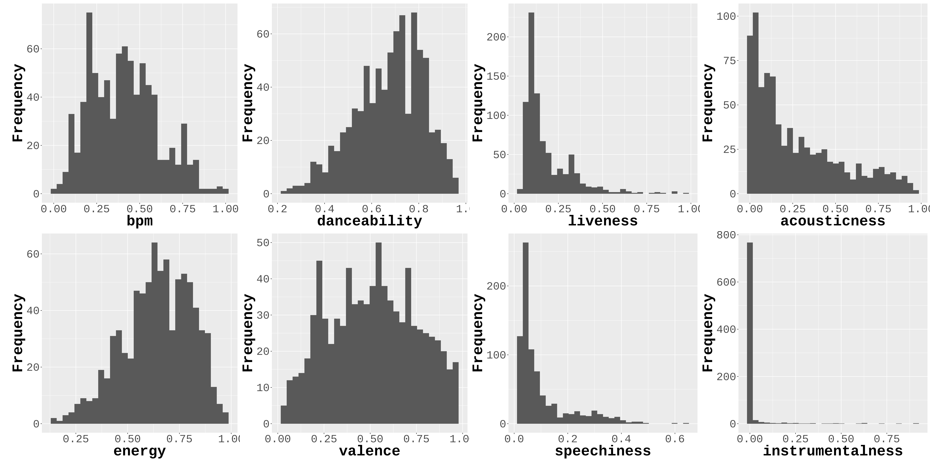 Frequency
60
40
20
0
0.00 0.25 0.50 0.75 1.00
bpm
Frequency
60
40
20
0
0.2 0.4 0.6 0.8 1.
danceability
Frequency
200
150
100
50
0
0.00 0.25 0.50 0.75 1.00
liveness
Frequency
100
75
50
25
0
0.00 0.25 0.50 0.75 1.00
acousticness
Frequency
60
40
20
0
0.25 0.50 0.75 1.00
energy
Frequency
50
40
30
20
10
0
0.00 0.25 0.50 0.75 1.0
valence
Frequency
200
100
0
0.0 0.2 0.4 0.6
speechiness
Frequency
800
600
400
200
0
0.00 0.25 0.50 0.75
instrumentalness